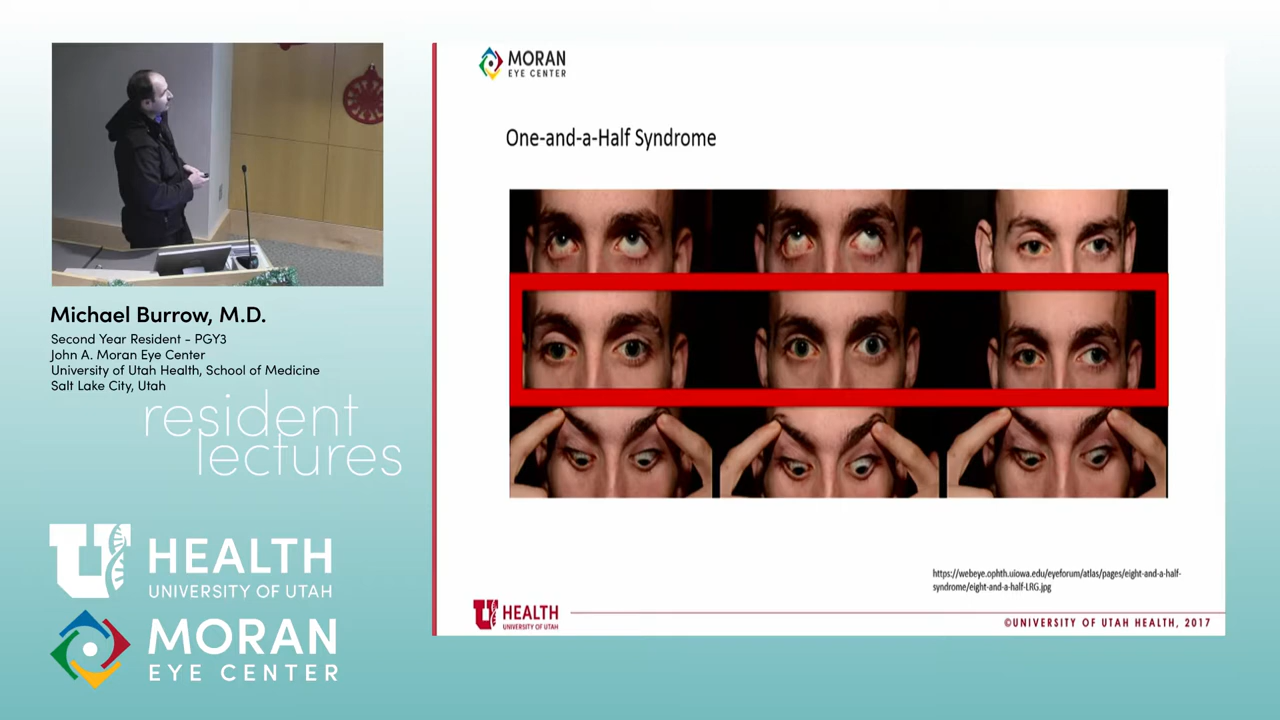 Michael Burrow, M.D.
Second Year Resident - PGY3
John A. Moran Eye Center
University of Utah Health, School of Medicine
Salt Lake City, Utah
resident
lectures
U HEALTH
UNIVERSITY OF UTAH
MORAN
EYE CENTER
MORAN
EYE CENTER
One-and-a-Half Syndrome
https://webeye.ophth.uiowa.edu/eyeforum/atlas/pages/eight-and-a-half-
syndrome/eight-and-a-half-LRG.jpg
U HEALTH
UNIVERSITY OF UTAH
©UNIVERSITY OF UTAH HEALTH, 2017